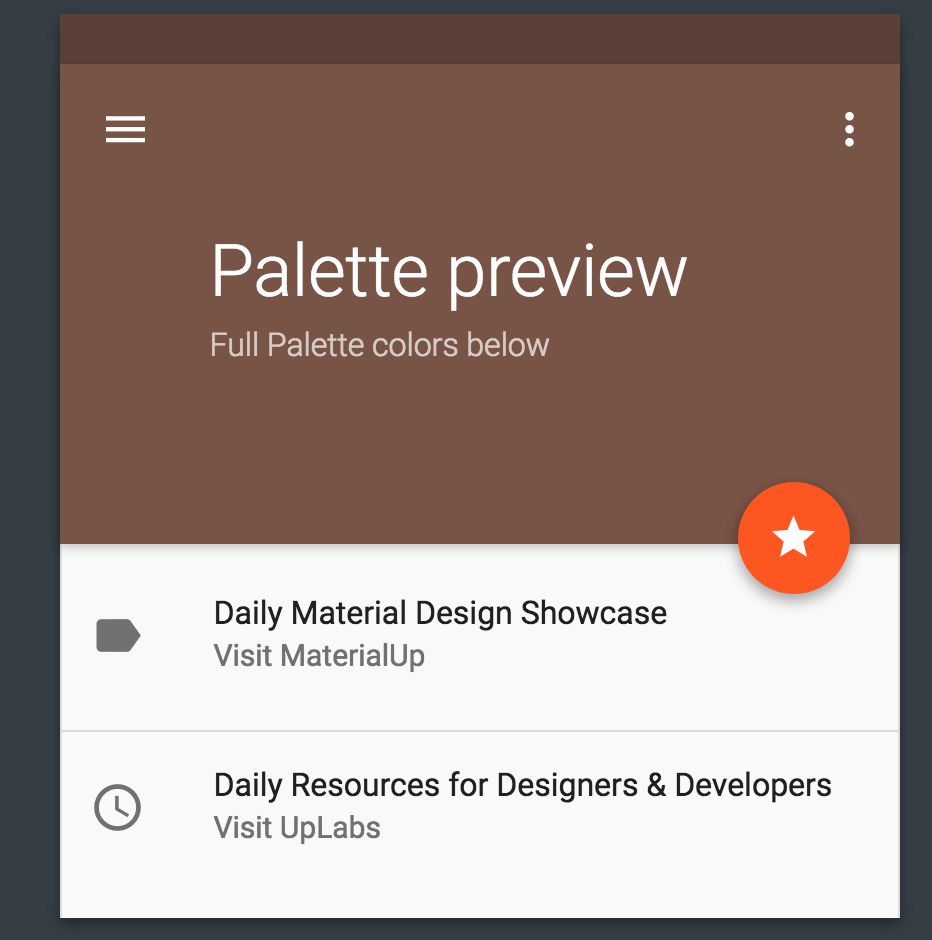 Palette preview
Full Palette colors below
Daily Material Design Showcase
Visit MaterialUp
Daily Resources for Designers & Developers
Visit UpLabs